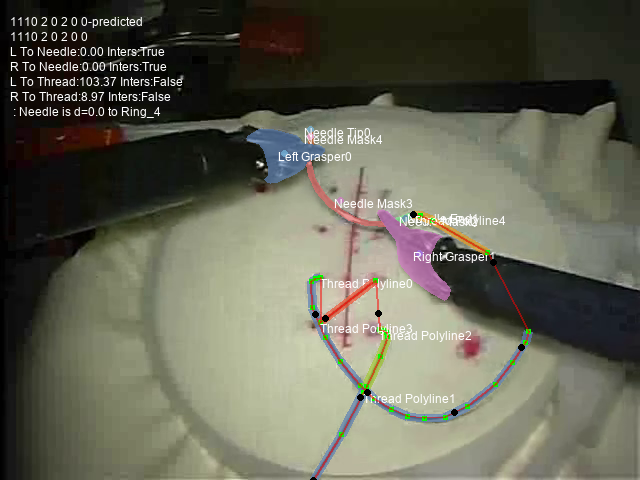 1110 2 0 2 0 0-predicted
1110 2 0 2 0 0
L To Needle:0.00 Inters:True
R To Needle:0.00 Inters:True
L To Thread:103.37 Inters:False
R To Thread:8.97 Inters:False
: Needle is d=0.0 to Ring_4
Needle Tip0
Needle Mask4
Left Grasper0
Needle Mask3
Right Grasper1
Thread Polyline0
Thread Polyline3
Thread Polyline2
Thread Polyline1